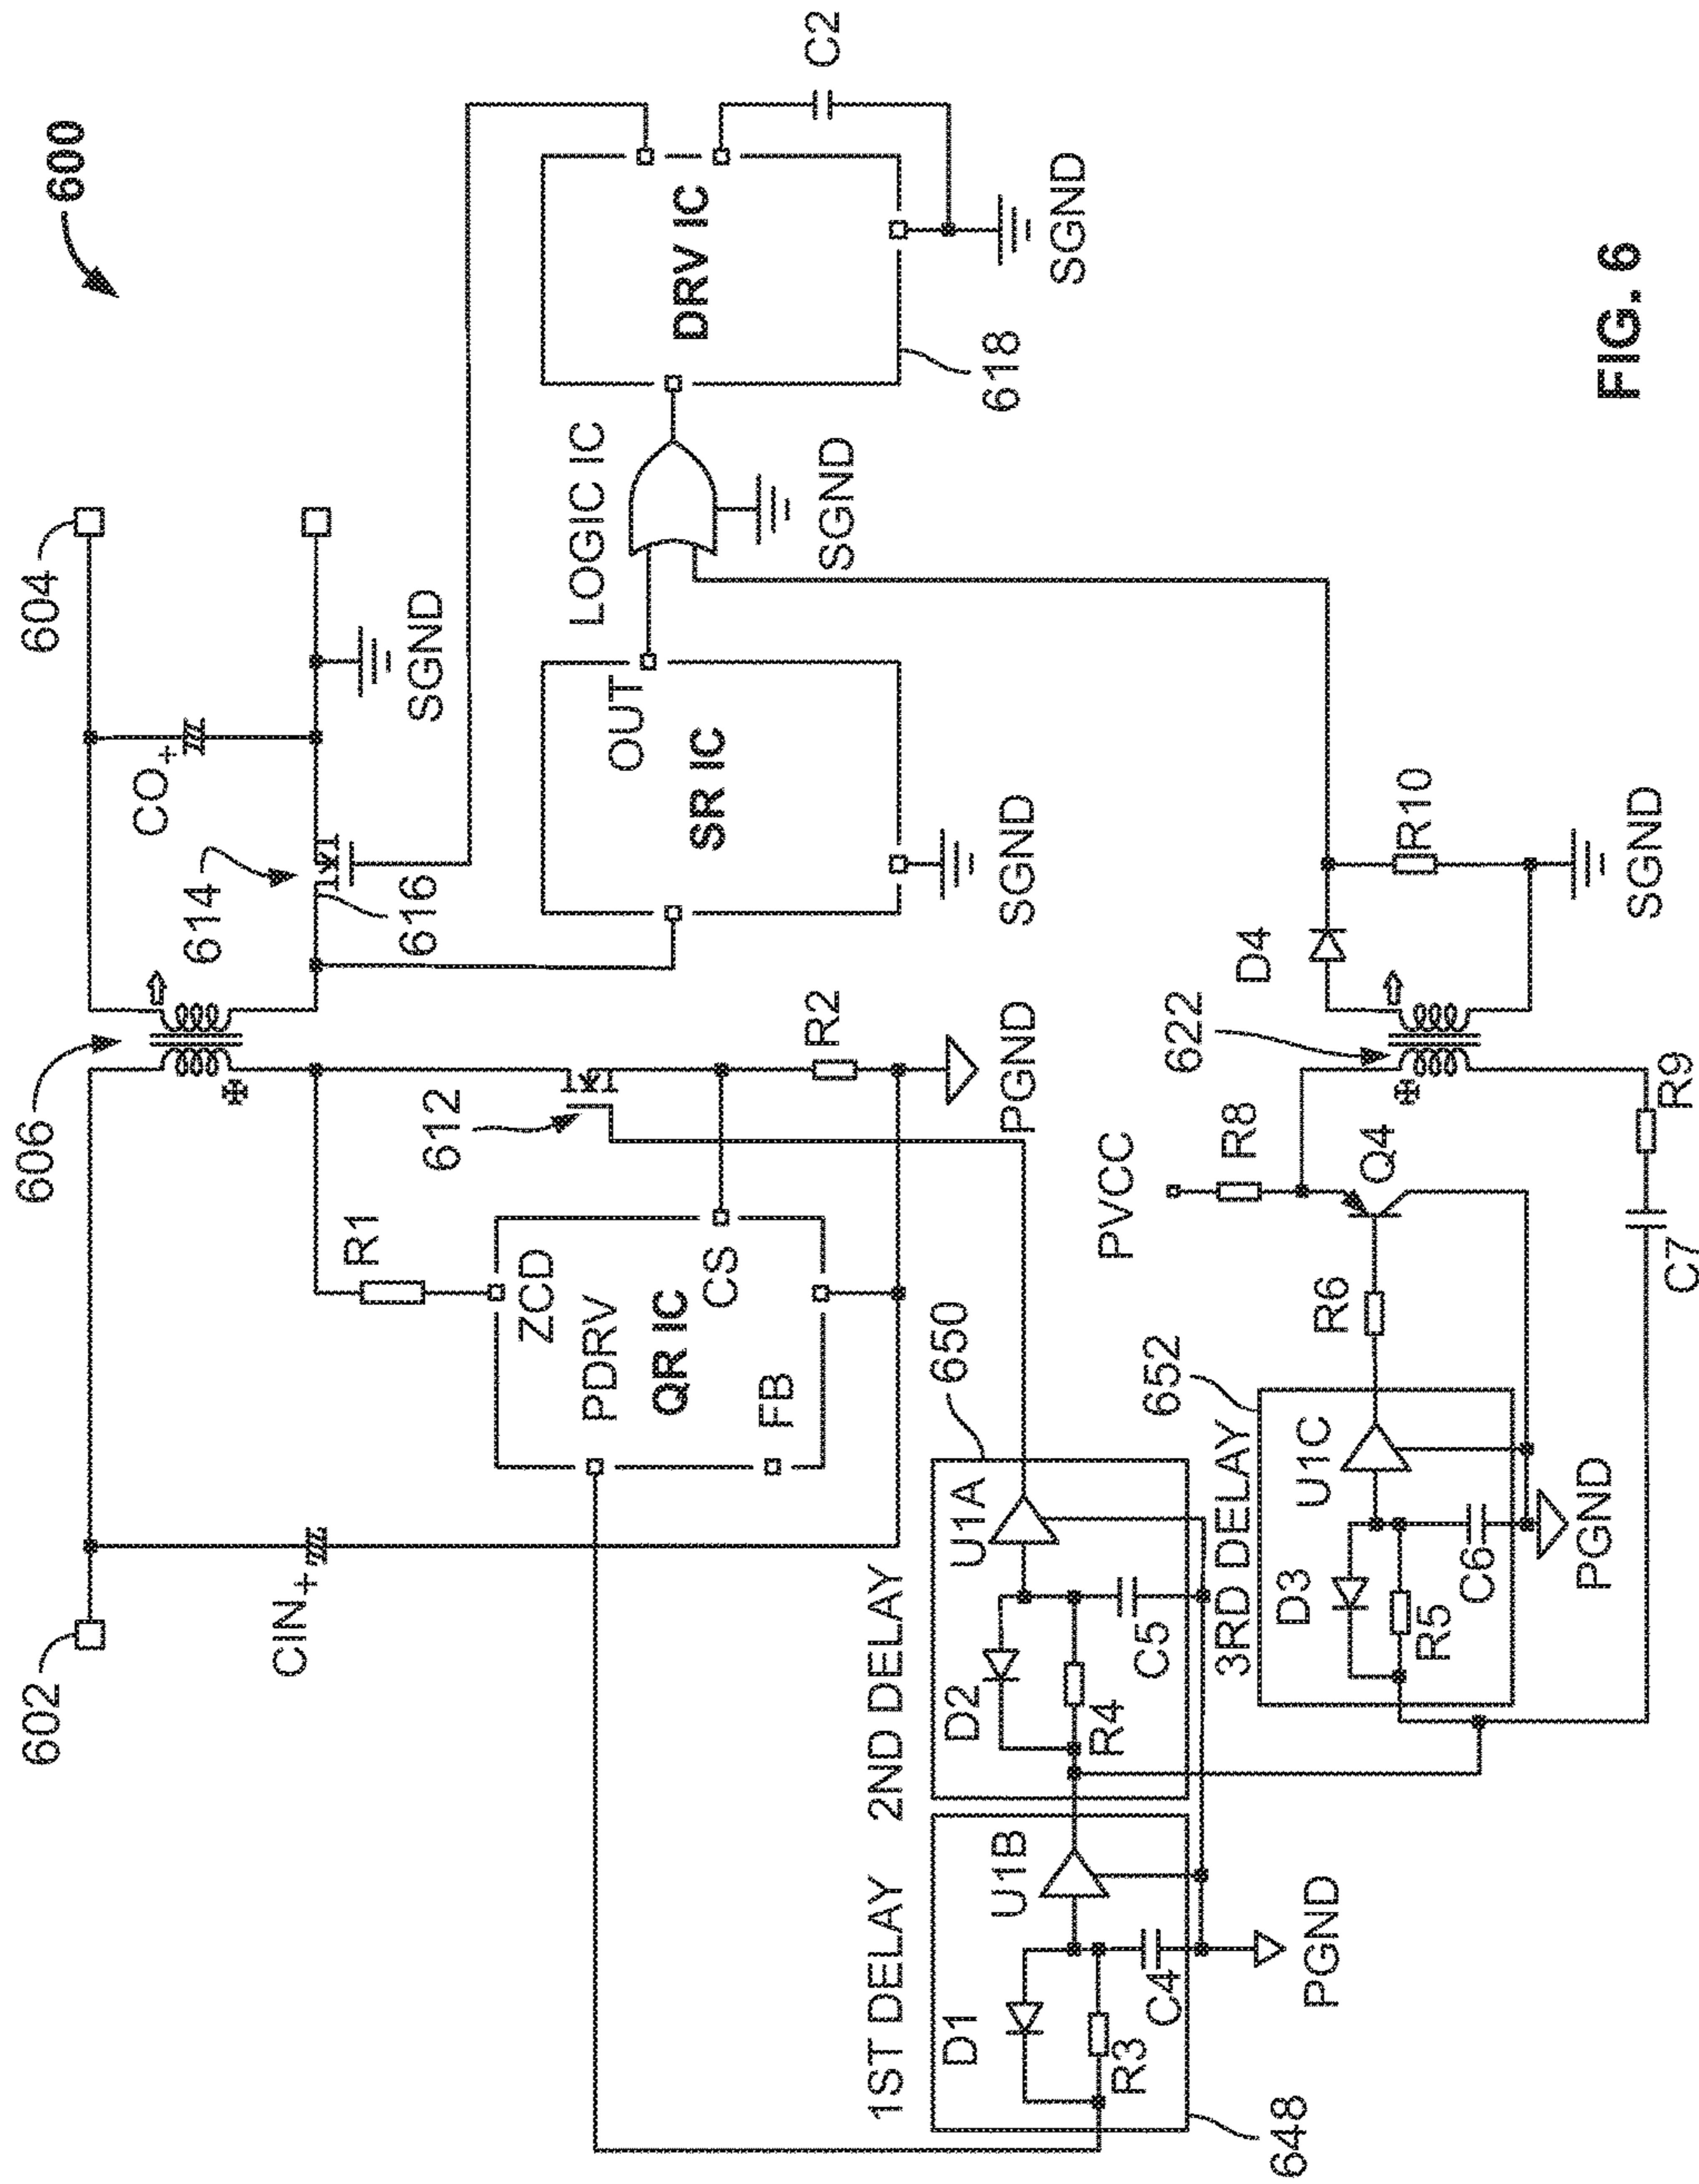 600
604
606
602
CO+
SGND
614
616
CIN+
R1
612
ZCD
PDRV
QR IC
CS
FB
R2
PGND
OUT
SR IC
SGND
LOGIC IC
SGND
DRV IC
C2
SGND
618
1ST DELAY
2ND DELAY
650
D1
U1B
R3
C4
648
PGND
D2
U1A
R4
C5
3RD DELAY
652
D3
U1C
R5
C6
PGND
R6
PVCC
R8
Q4
622
D4
R10
SGND
R9
C7
FIG. 6